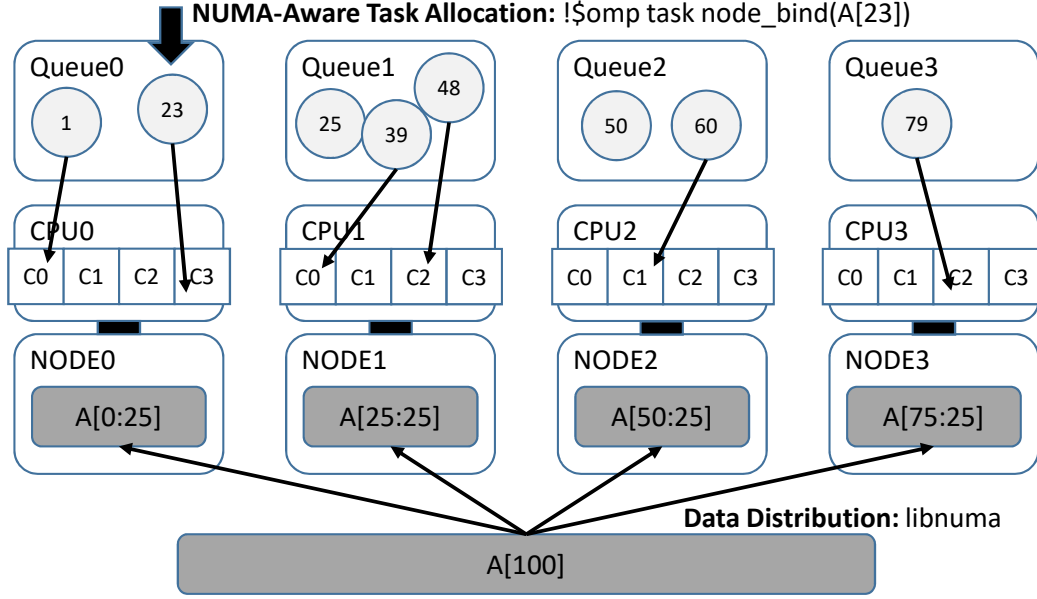 NUMA-Aware Task Allocation: !$omp task node_bind(A[23])
Queue0 Queue1 Queue2 Queue3
1 23 25 39 48 50 60 79
CPU0 CPU1 CPU2 CPU3
C0 C1 C2 C3 C0 C1 C2 C3 C0 C1 C2 C3 C0 C1 C2 C3
NODE0 NODE1 NODE2 NODE3
A[0:25] A[25:25] A[50:25] A[75:25]
Data Distribution: libnuma
A[100]